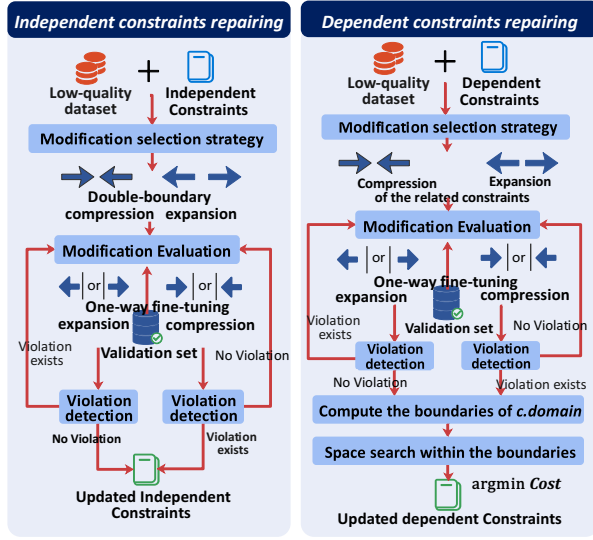 Independent constraints repairing
Low-quality
dataset
Independent
Constraints
Modification selection strategy
Double-boundary
compression expansion
Modification Evaluation
or
or
One-way fine-tuning
expansion
compression
Violation
exists
Validation set
No Violation
Violation
detection
Violation
detection
No Violation
Violation
exists
Updated Independent
Constraints
Dependent constraints repairing
Low-quality
dataset
Dependent
Constraints
Modification selection strategy
Compression
Expansion
of the related constraints
Modification Evaluation
or
or
One-way fine-tuning
expansion
compression
Violation
exists
Validation set
No Violation
Violation
detection
Violation
detection
No Violation
Violation exists
Compute the boundaries of c.domain
Space search within the boundaries
argmin Cost
Updated dependent Constraints